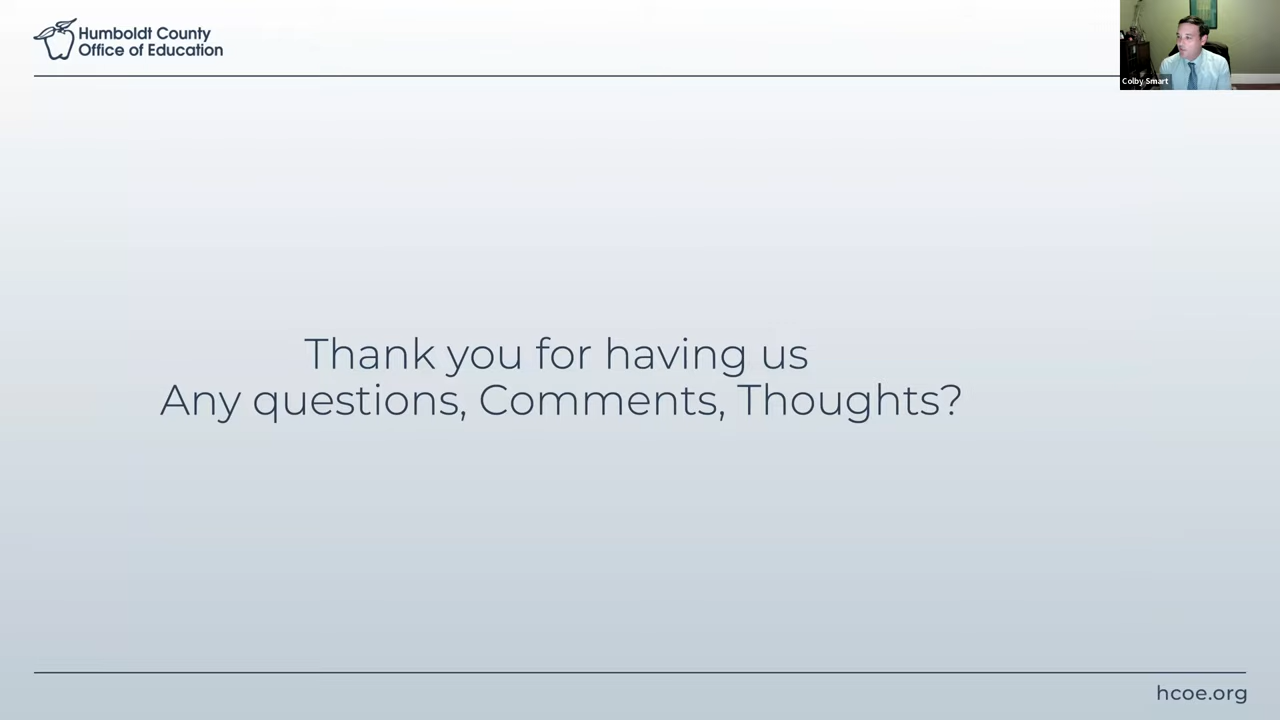 Humboldt County
Office of Education
Colby Smart
Thank you for having us
Any questions, Comments, Thoughts?
hcoe.org